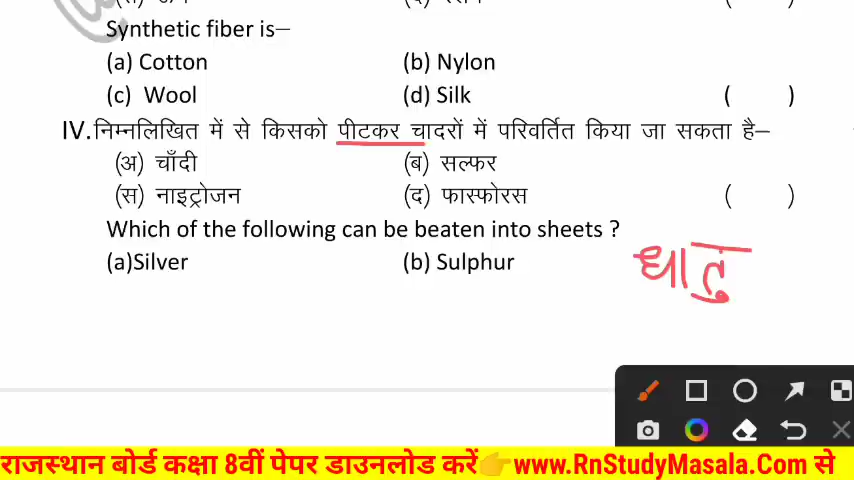 Synthetic fiber is–
(a) Cotton (b) Nylon
(c) Wool (d) Silk ( )
IV.निम्नलिखित में से किसको पीटकर चादरों में परिवर्तित किया जा सकता है–
(अ) चाँदी (ब) सल्फर
(स) नाइट्रोजन (द) फास्फोरस ( )
Which of the following can be beaten into sheets ?
(a)Silver (b) Sulphur
धातु
राजस्थान बोर्ड कक्षा 8वीं पेपर डाउनलोड करें👉www.RnStudyMasala.Com से